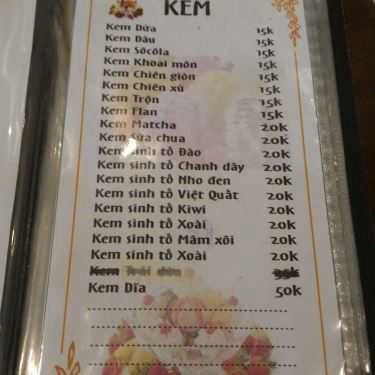 KEM
Kem Dừa 15k
Kem Dâu 15k
Kem Sôcôla 15k
Kem Khoai môn 15k
Kem Chiên giòn 15k
Kem Chiên xù 15k
Kem Trộn 15k
Kem Flan 15k
Kem Matcha 20k
Kem Sữa chua 20k
Kem sinh tố Đào 20k
Kem sinh tố Chanh dây 20k
Kem sinh tố Nho đen 20k
Kem sinh tố Việt Quất 20k
Kem sinh tố Kiwi 20k
Kem sinh tố Xoài 20k
Kem sinh tố Mâm xôi 20k
Kem sinh tố Xoài 20k
Kem Trái dừa 35k
Kem Dĩa 50k